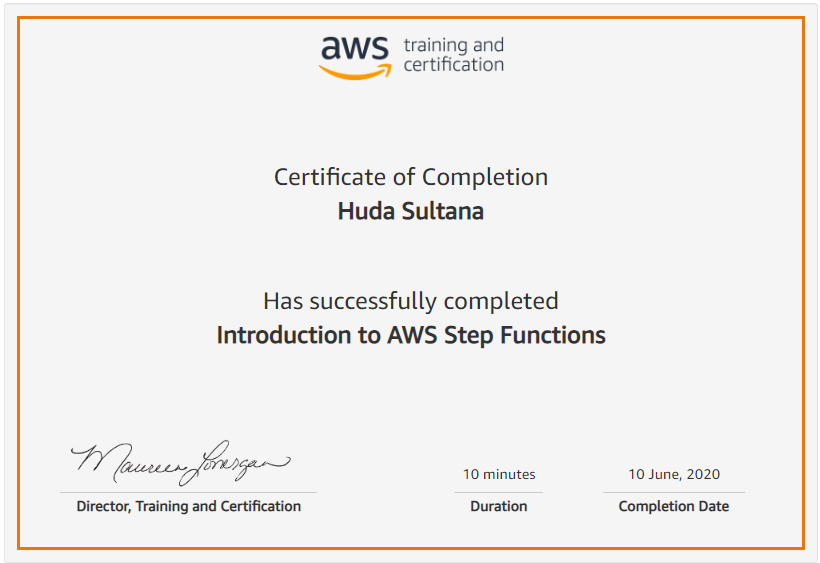 aws training and
certification
Certificate of Completion
Huda Sultana
Has successfully completed
Introduction to AWS Step Functions
Maureen Lonergan
10 minutes
10 June, 2020
Director, Training and Certification
Duration
Completion Date